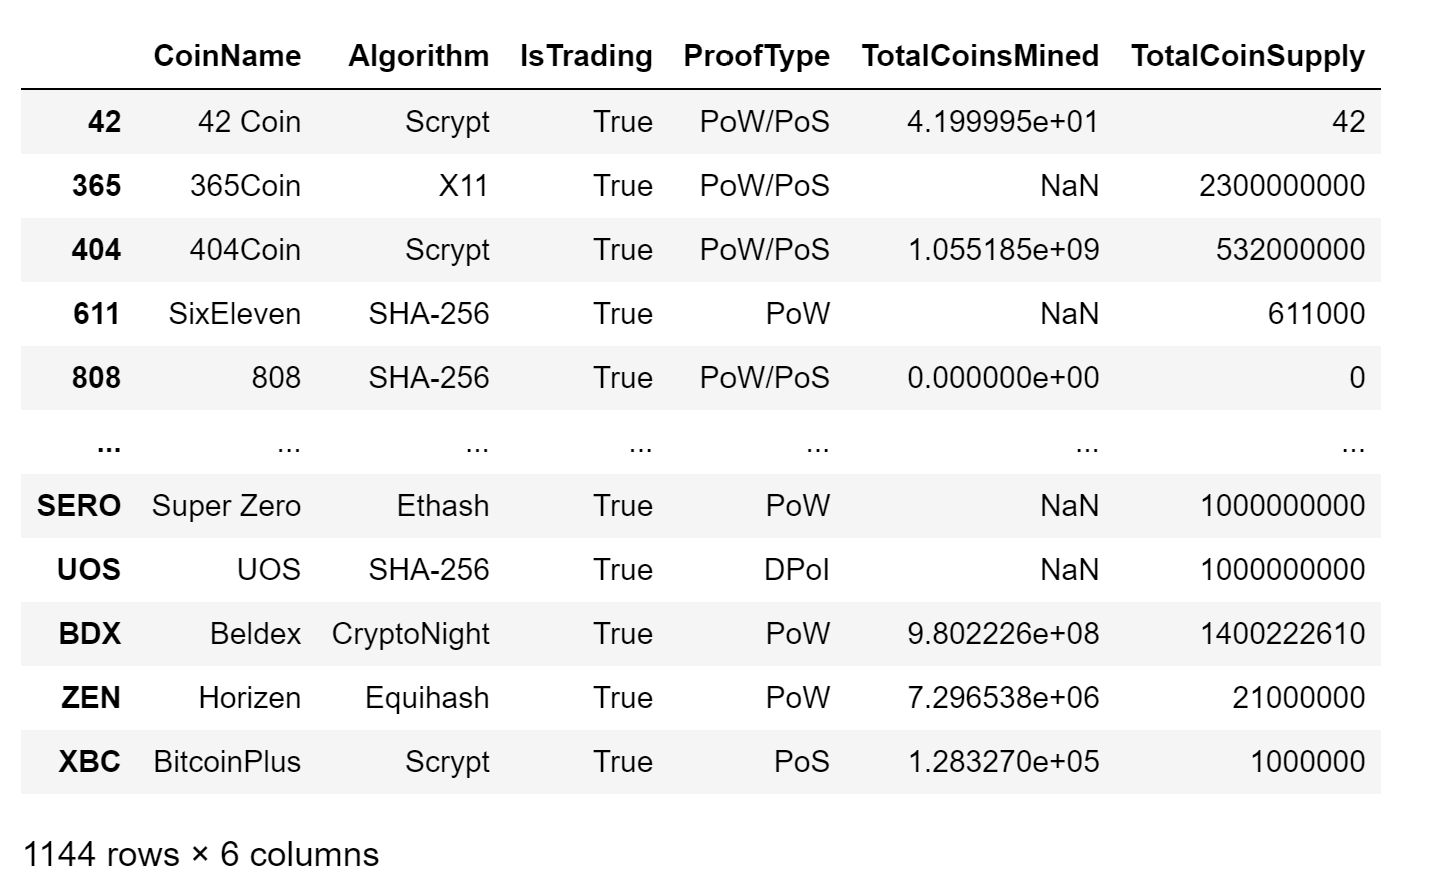 CoinName Algorithm IsTrading ProofType TotalCoinsMined TotalCoinSupply
42 42 Coin Scrypt True PoW/PoS 4.199995e+01 42
365 365Coin X11 True PoW/PoS NaN 2300000000
404 404Coin Scrypt True PoW/PoS 1.055185e+09 532000000
611 SixEleven SHA-256 True PoW NaN 611000
808 808 SHA-256 True PoW/PoS 0.000000e+00 0
... ... ... ... ... ... ...
SERO Super Zero Ethash True PoW NaN 1000000000
UOS UOS SHA-256 True DPoI NaN 1000000000
BDX Beldex CryptoNight True PoW 9.802226e+08 1400222610
ZEN Horizen Equihash True PoW 7.296538e+06 21000000
XBC BitcoinPlus Scrypt True PoS 1.283270e+05 1000000
1144 rows × 6 columns